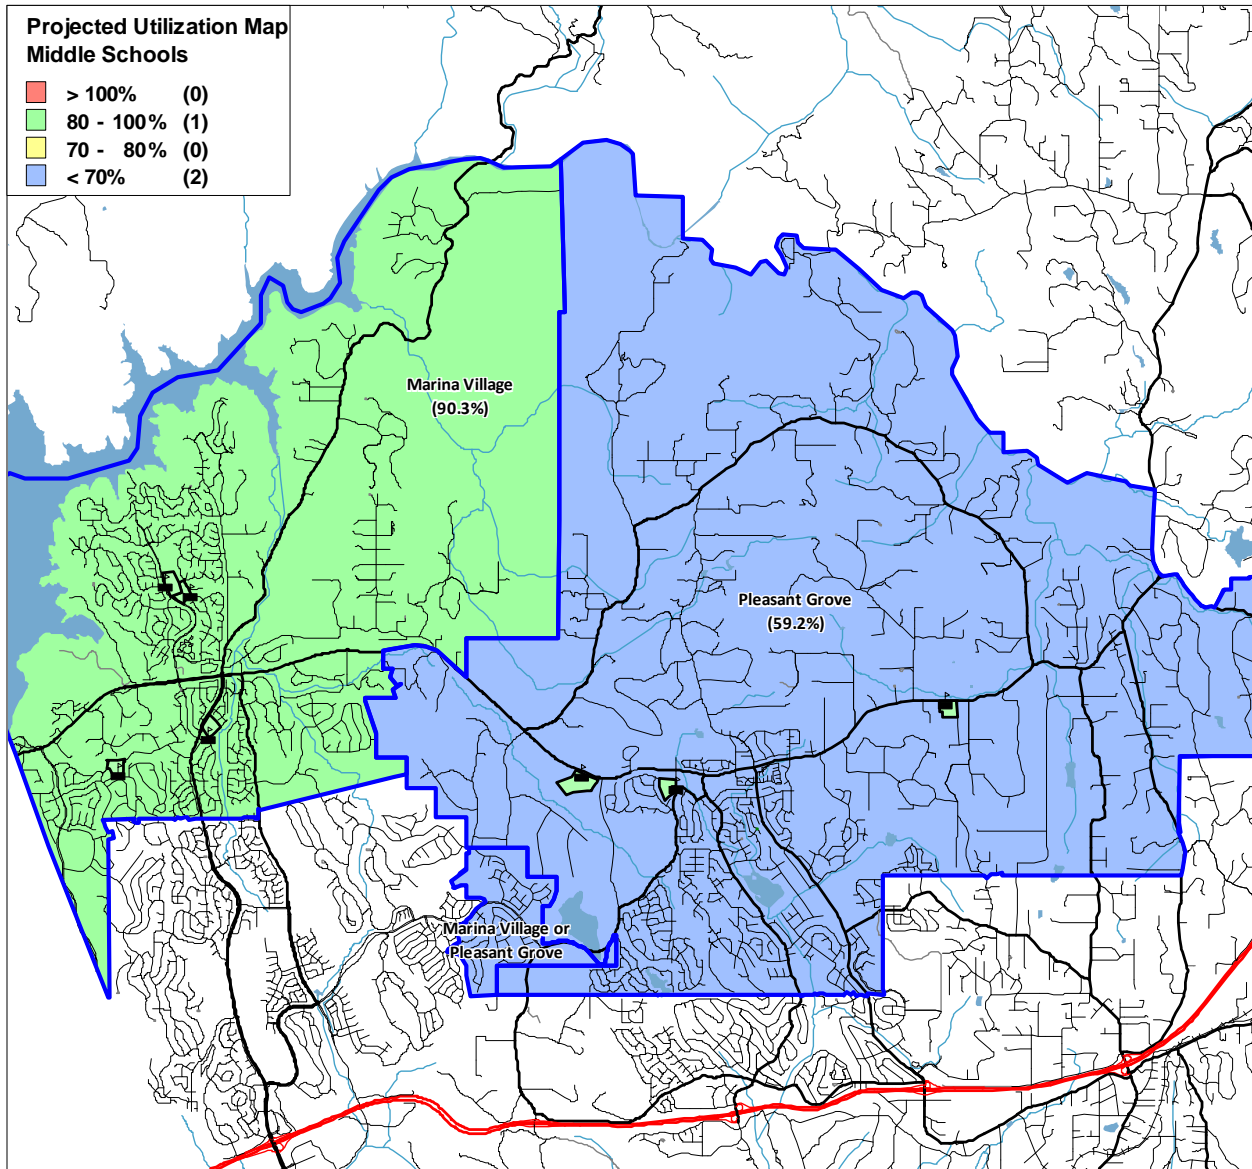 Projected Utilization Map
Middle Schools
> 100% (0)
80 - 100% (1)
70 - 80% (0)
< 70% (2)
Marina Village
(90.3%)
Pleasant Grove
(59.2%)
Marina Village or
Pleasant Grove